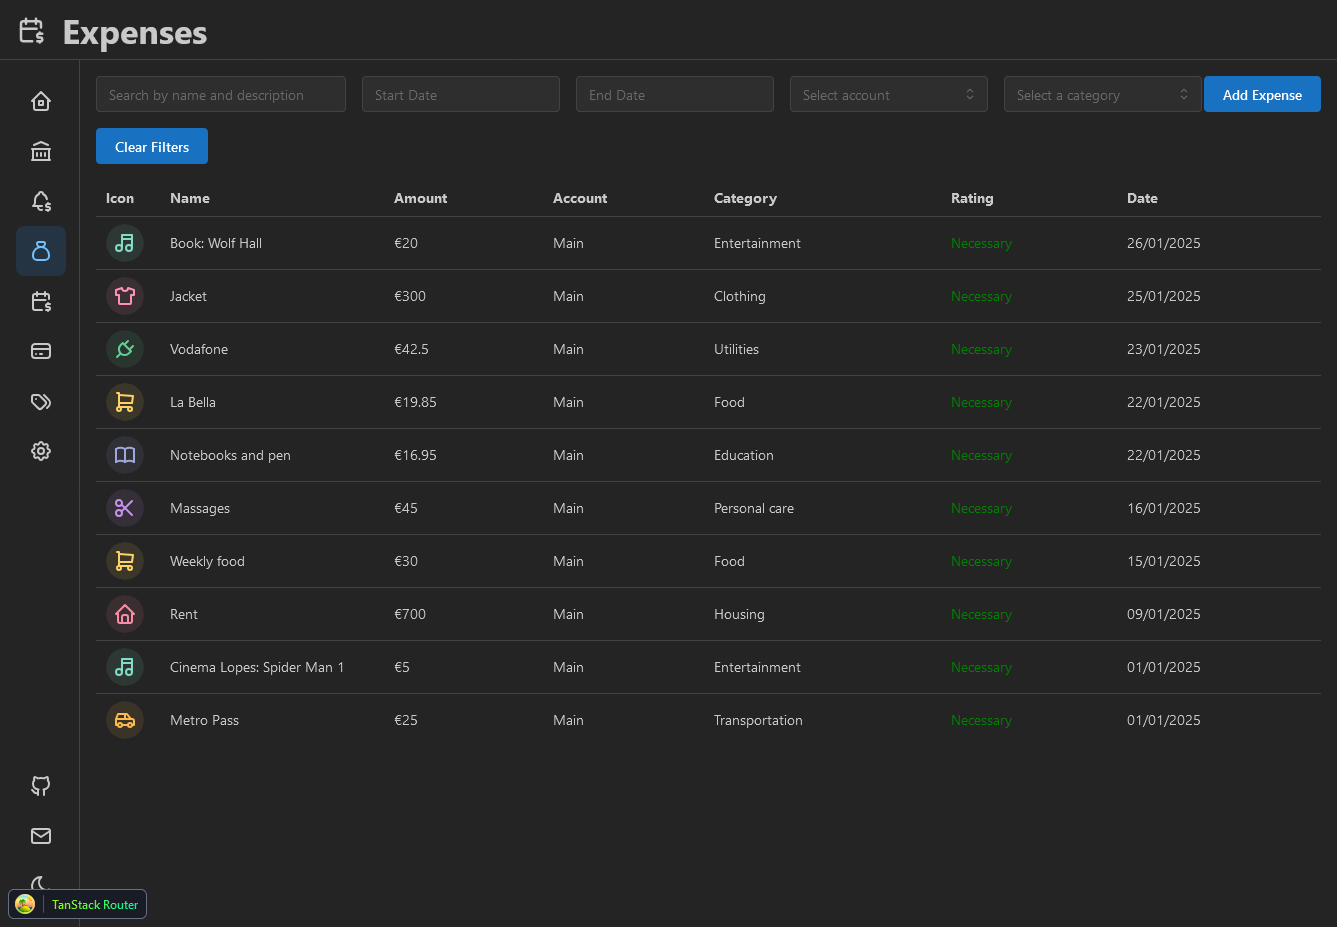 Expenses
Search by name and description Start Date End Date Select account Select a category Add Expense
Clear Filters
Icon Name Amount Account Category Rating Date
Book: Wolf Hall €20 Main Entertainment Necessary 26/01/2025
Jacket €300 Main Clothing Necessary 25/01/2025
Vodafone €42.5 Main Utilities Necessary 23/01/2025
La Bella €19.85 Main Food Necessary 22/01/2025
Notebooks and pen €16.95 Main Education Necessary 22/01/2025
Massages €45 Main Personal care Necessary 16/01/2025
Weekly food €30 Main Food Necessary 15/01/2025
Rent €700 Main Housing Necessary 09/01/2025
Cinema Lopes: Spider Man 1 €5 Main Entertainment Necessary 01/01/2025
Metro Pass €25 Main Transportation Necessary 01/01/2025
TanStack Router